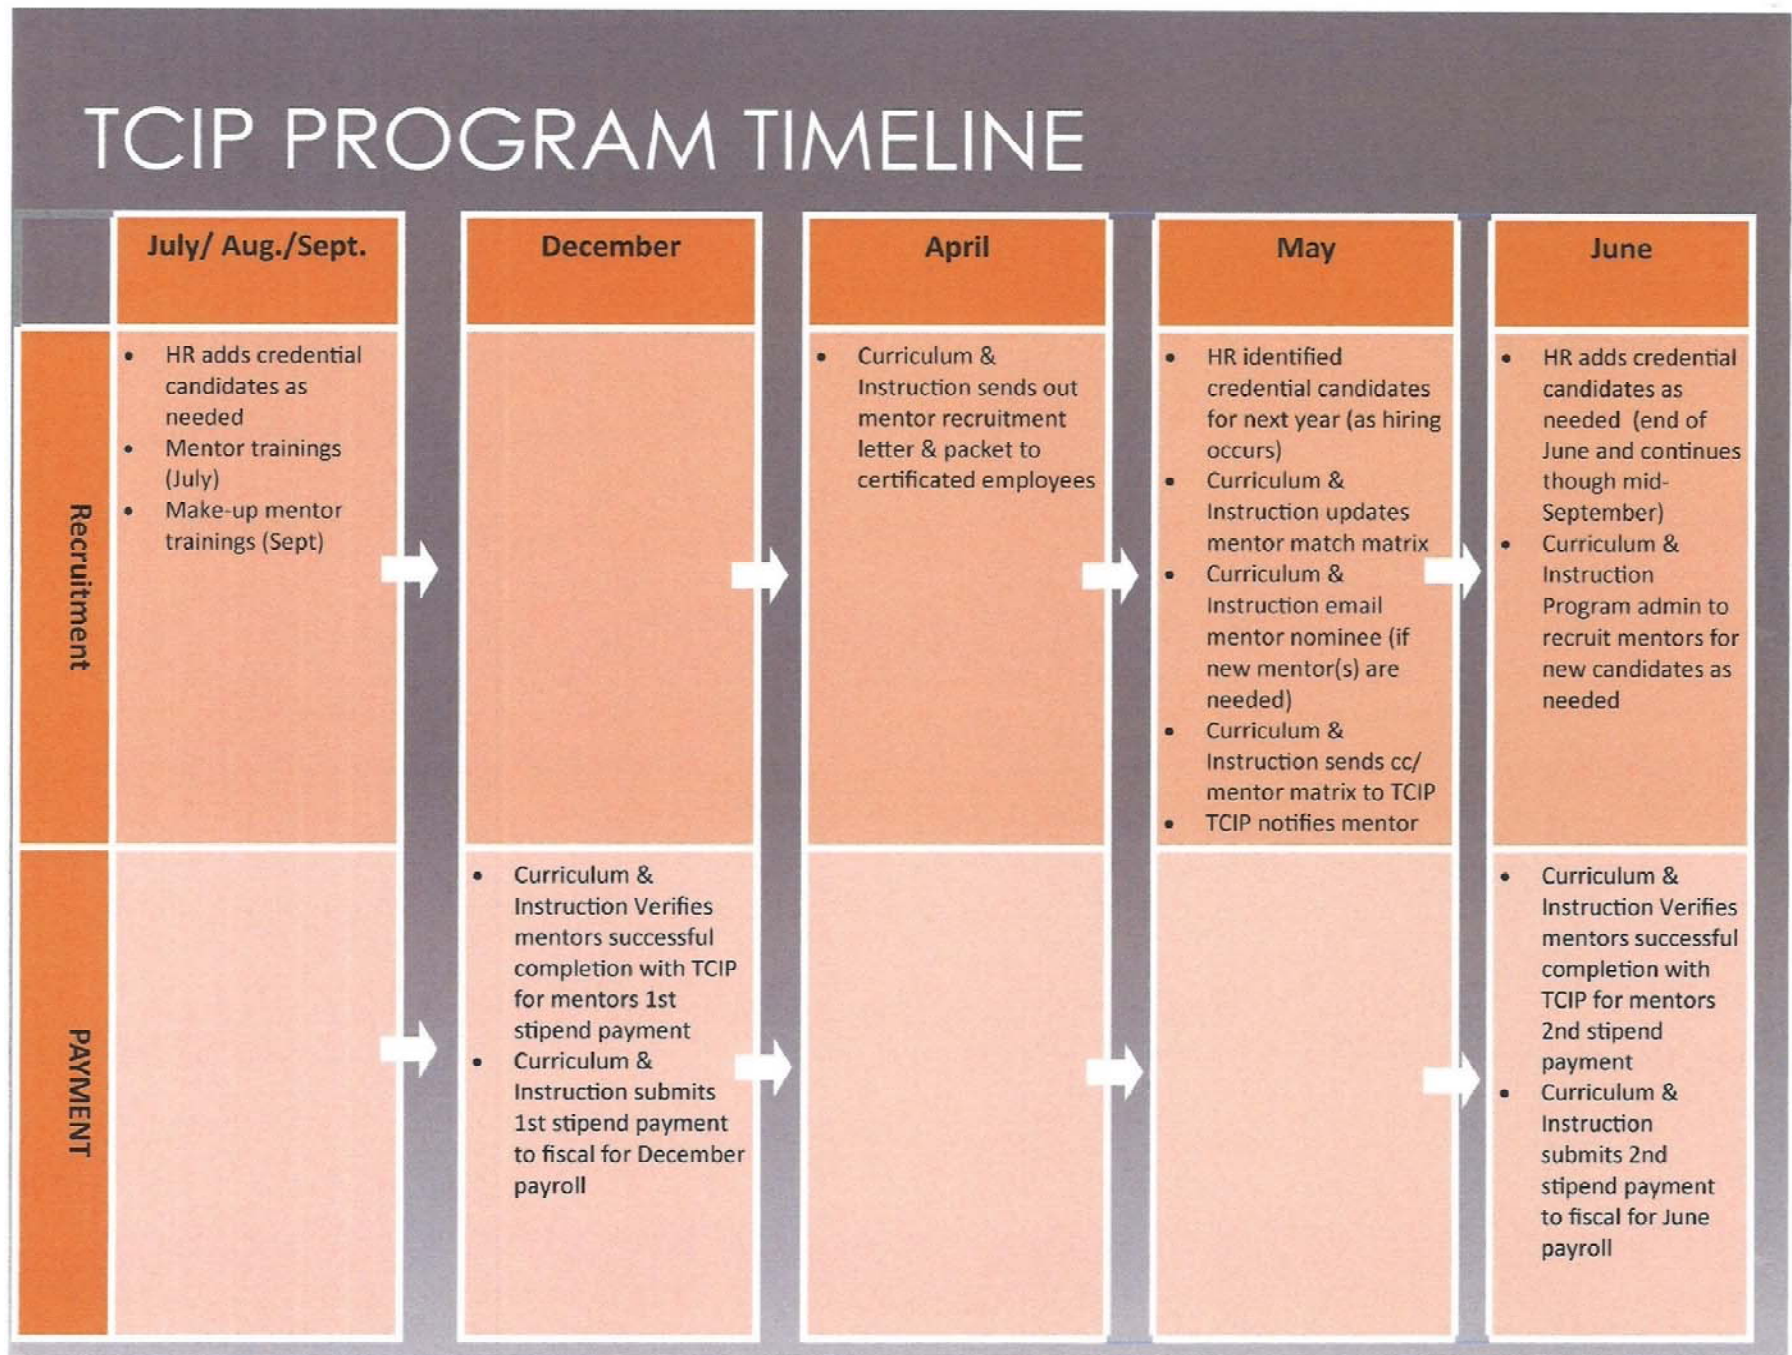 TCIP PROGRAM TIMELINE
July/ Aug./Sept.
December
April
May
June
Recruitment
• HR adds credential
candidates as
needed
• Mentor trainings
(July)
• Make-up mentor
trainings (Sept)
• Curriculum &
Instruction sends out
mentor recruitment
letter & packet to
certificated employees
• HR identified
credential candidates
for next year (as hiring
occurs)
• Curriculum &
Instruction updates
mentor match matrix
• Curriculum &
Instruction email
mentor nominee (if
new mentor(s) are
needed)
• Curriculum &
Instruction sends cc/
mentor matrix to TCIP
• TCIP notifies mentor
• HR adds credential
candidates as
needed (end of
June and continues
though mid-
September)
• Curriculum &
Instruction
Program admin to
recruit mentors for
new candidates as
needed
PAYMENT
• Curriculum &
Instruction Verifies
mentors successful
completion with TCIP
for mentors 1st
stipend payment
• Curriculum &
Instruction submits
1st stipend payment
to fiscal for December
payroll
• Curriculum &
Instruction Verifies
mentors successful
completion with
TCIP for mentors
2nd stipend
payment
• Curriculum &
Instruction
submits 2nd
stipend payment
to fiscal for June
payroll